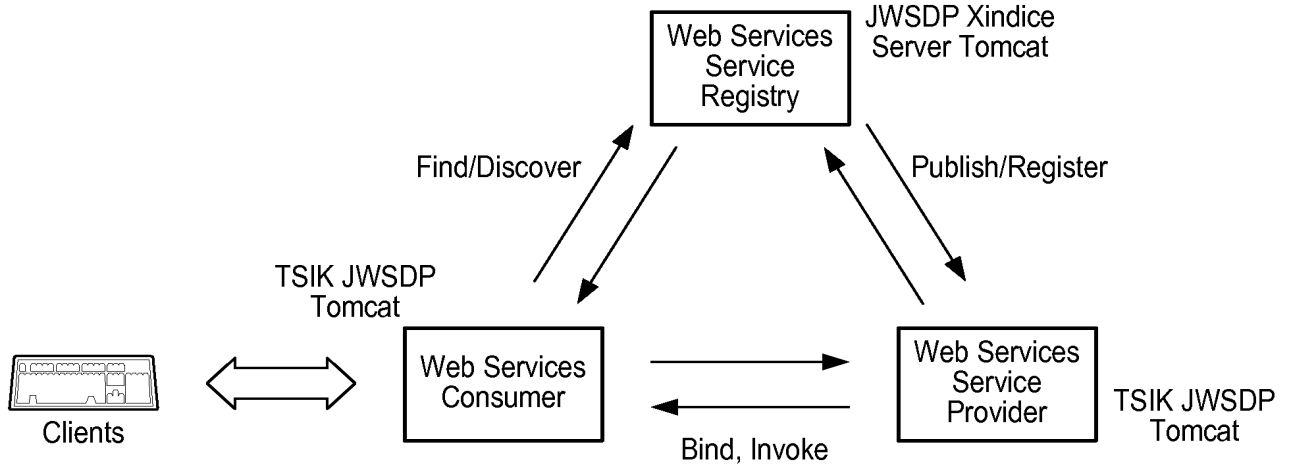 JWSDP Xindice
Server Tomcat
Web Services
Service
Registry
Find/Discover
Publish/Register
TSIK JWSDP
Tomcat
Web Services
Consumer
Web Services
Service
Provider
TSIK JWSDP
Tomcat
Clients
Bind, Invoke